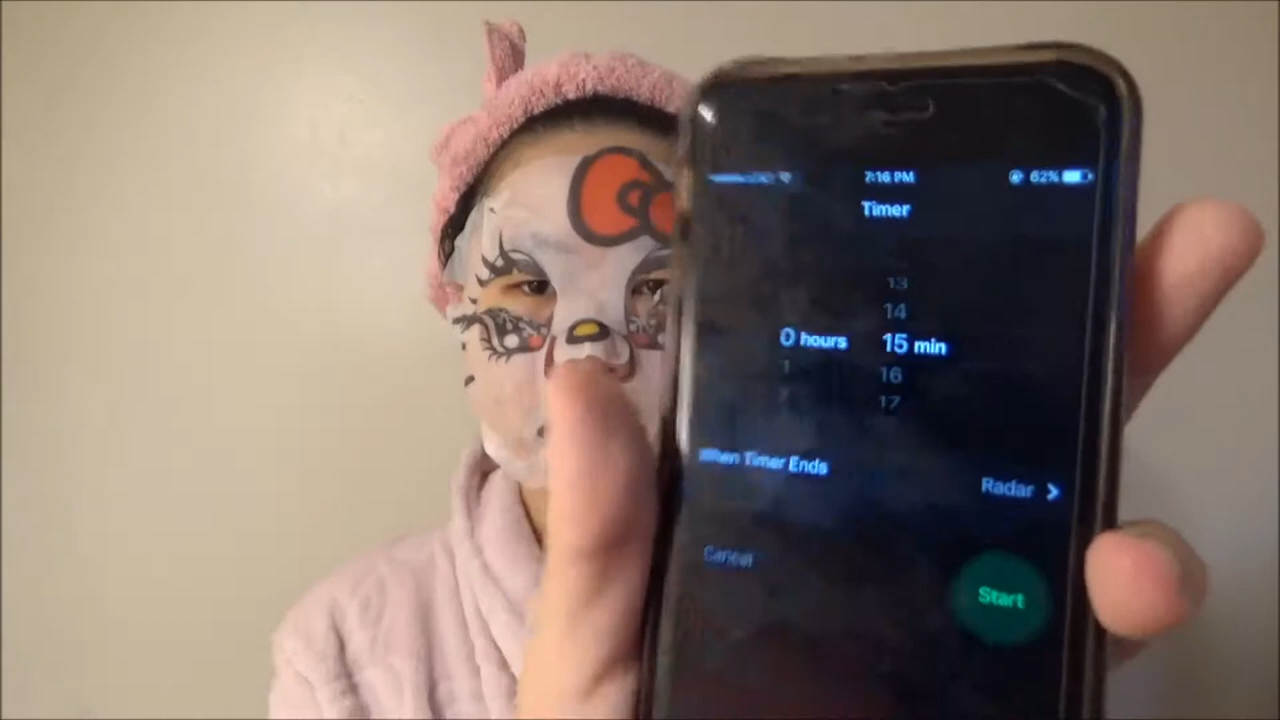 7:16 PM
62%
Timer
13
14
0 hours 15 min
1 16
17
When Timer Ends
Radar >
Cancel
Start